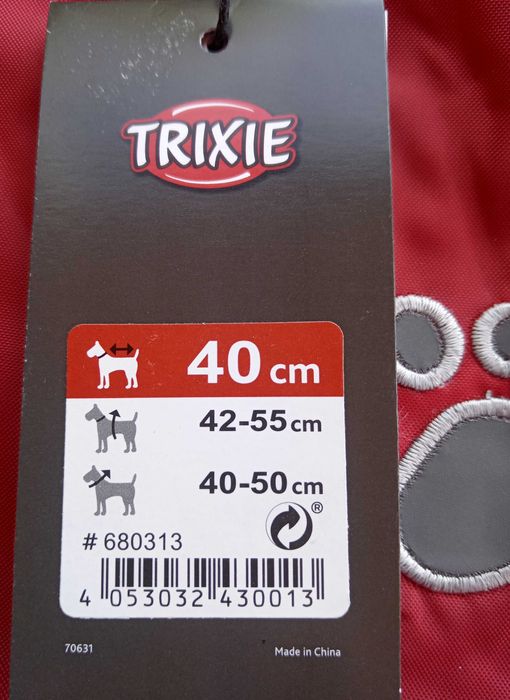 TRIXIE
40 cm
42-55 cm
40-50 cm
®
# 680313
4 053032 430013
70631
Made in China